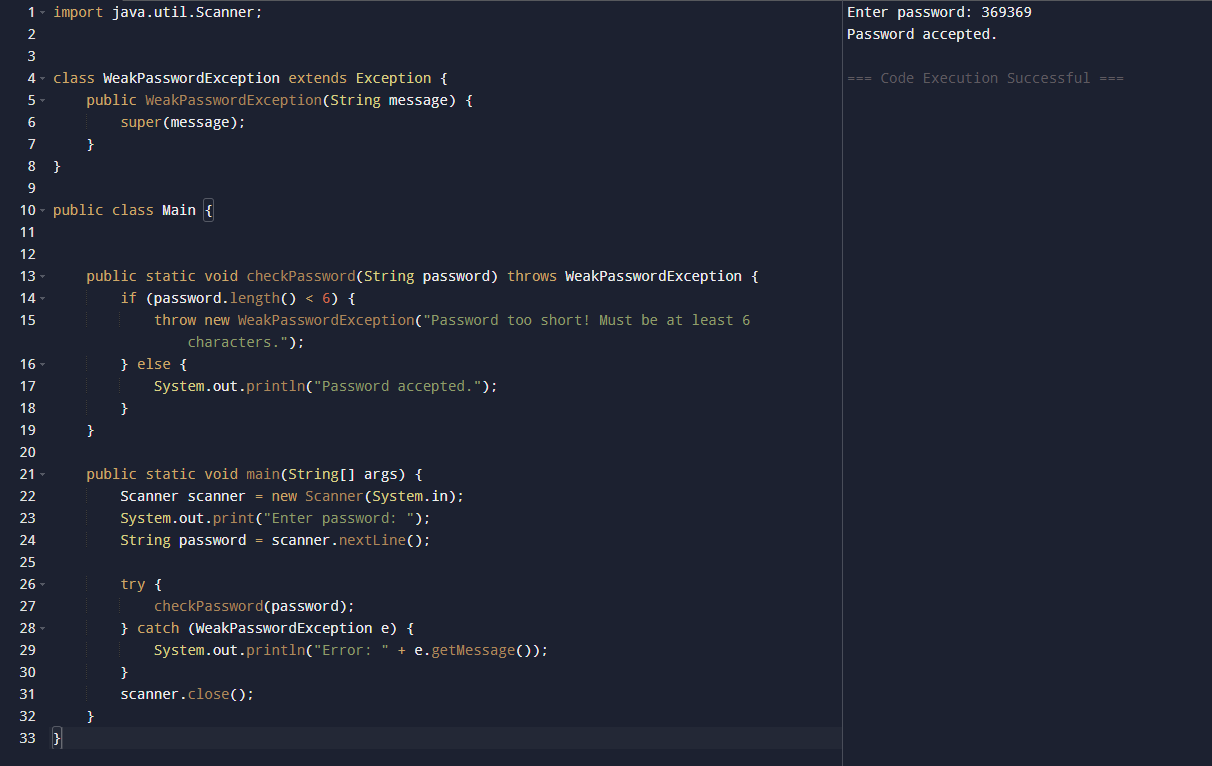 1 import java.util.Scanner;
2
3
4 class WeakPasswordException extends Exception {
5     public WeakPasswordException(String message) {
6         super(message);
7     }
8 }
9
10 public class Main {
11
12
13     public static void checkPassword(String password) throws WeakPasswordException {
14         if (password.length() < 6) {
15             throw new WeakPasswordException("Password too short! Must be at least 6
                characters.");
16         } else {
17             System.out.println("Password accepted.");
18         }
19     }
20
21     public static void main(String[] args) {
22         Scanner scanner = new Scanner(System.in);
23         System.out.print("Enter password: ");
24         String password = scanner.nextLine();
25
26         try {
27             checkPassword(password);
28         } catch (WeakPasswordException e) {
29             System.out.println("Error: " + e.getMessage());
30         }
31         scanner.close();
32     }
33 }
Enter password: 369369
Password accepted.
=== Code Execution Successful ===